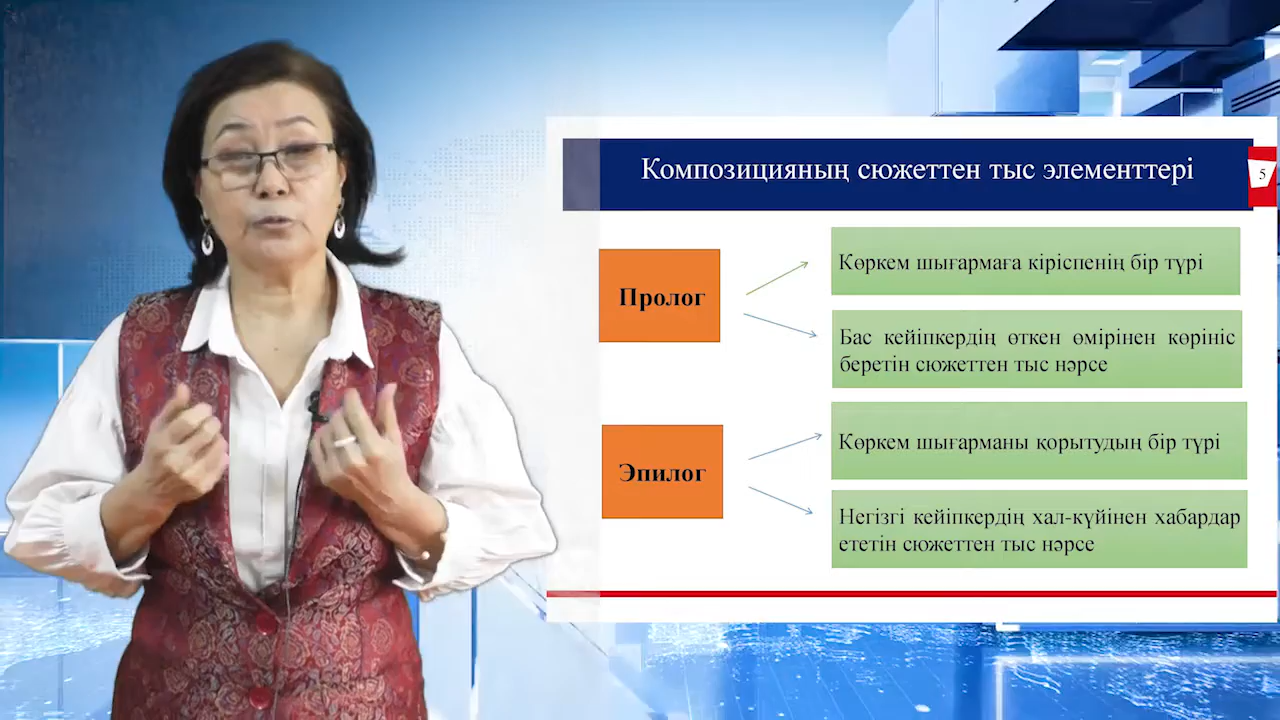 Композицияның сюжеттен тыс элементтері
5
Пролог
Көркем шығармаға кіріспенің бір түрі
Бас кейіпкердің өткен өмірінен көрініс
беретін сюжеттен тыс нәрсе
Эпилог
Көркем шығарманы қорытудың бір түрі
Негізгі кейіпкердің хал-күйінен хабардар
ететін сюжеттен тыс нәрсе